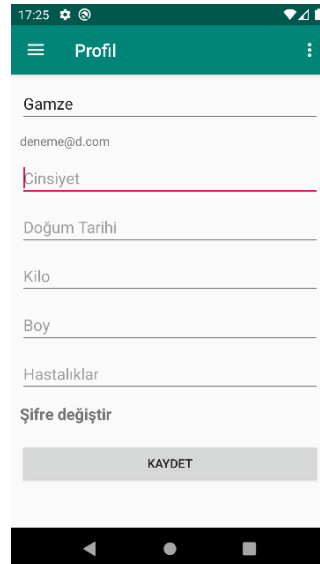 17:25
Profil
Gamze
deneme@d.com
Cinsiyet
Doğum Tarihi
Kilo
Boy
Hastalıklar
Şifre değiştir
KAYDET